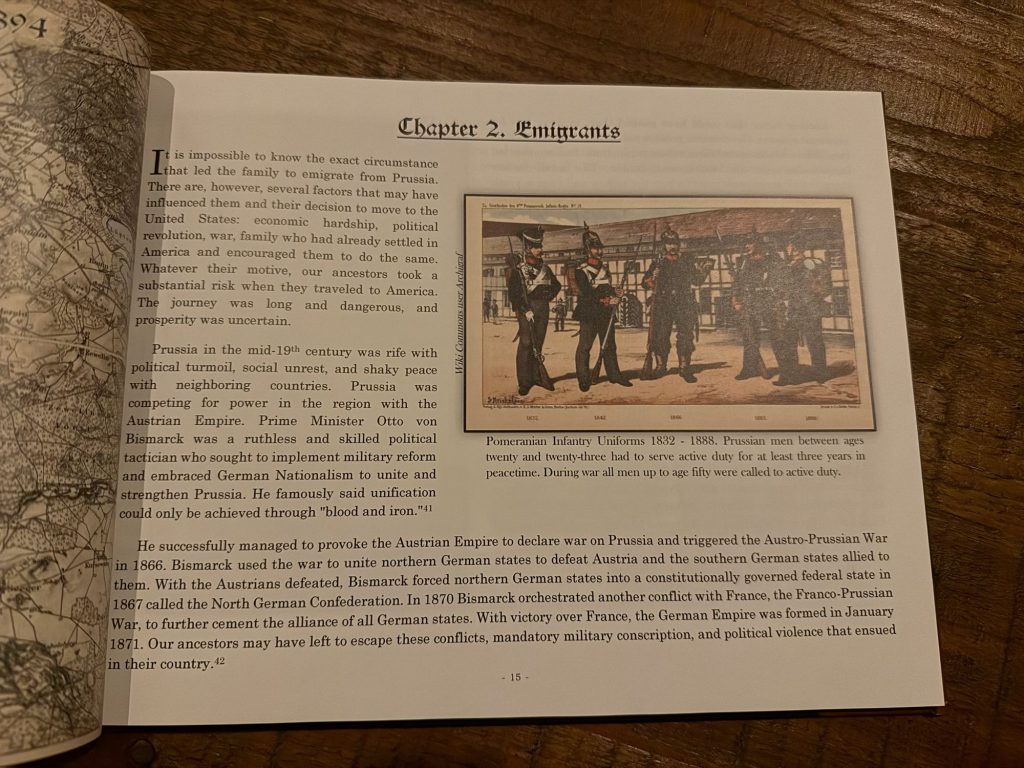 894
Chapter 2. Emigrants
It is impossible to know the exact circumstance
that led the family to emigrate from Prussia.
There are, however, several factors that may have
influenced them and their decision to move to the
United States: economic hardship, political
revolution, war, family who had already settled in
America and encouraged them to do the same.
Whatever their motive, our ancestors took a
substantial risk when they traveled to America.
The journey was long and dangerous, and
prosperity was uncertain.
Prussia in the mid-19th century was rife with
political turmoil, social unrest, and shaky peace
with neighboring countries. Prussia was
competing for power in the region with the
Austrian Empire. Prime Minister Otto von
Bismarck was a ruthless and skilled political
tactician who sought to implement military reform
and embraced German Nationalism to unite and
strengthen Prussia. He famously said unification
could only be achieved through "blood and iron."41
Wiki Commons user Archigraf
1832 1842 1866 1888
Pomeranian Infantry Uniforms 1832 - 1888. Prussian men between ages
twenty and twenty-three had to serve active duty for at least three years in
peacetime. During war all men up to age fifty were called to active duty.
He successfully managed to provoke the Austrian Empire to declare war on Prussia and triggered the Austro-Prussian War
in 1866. Bismarck used the war to unite northern German states to defeat Austria and the southern German states allied to
them. With the Austrians defeated, Bismarck forced northern German states into a constitutionally governed federal state in
1867 called the North German Confederation. In 1870 Bismarck orchestrated another conflict with France, the Franco-Prussian
War, to further cement the alliance of all German states. With victory over France, the German Empire was formed in January
1871. Our ancestors may have left to escape these conflicts, mandatory military conscription, and political violence that ensued
in their country.42
- 15 -